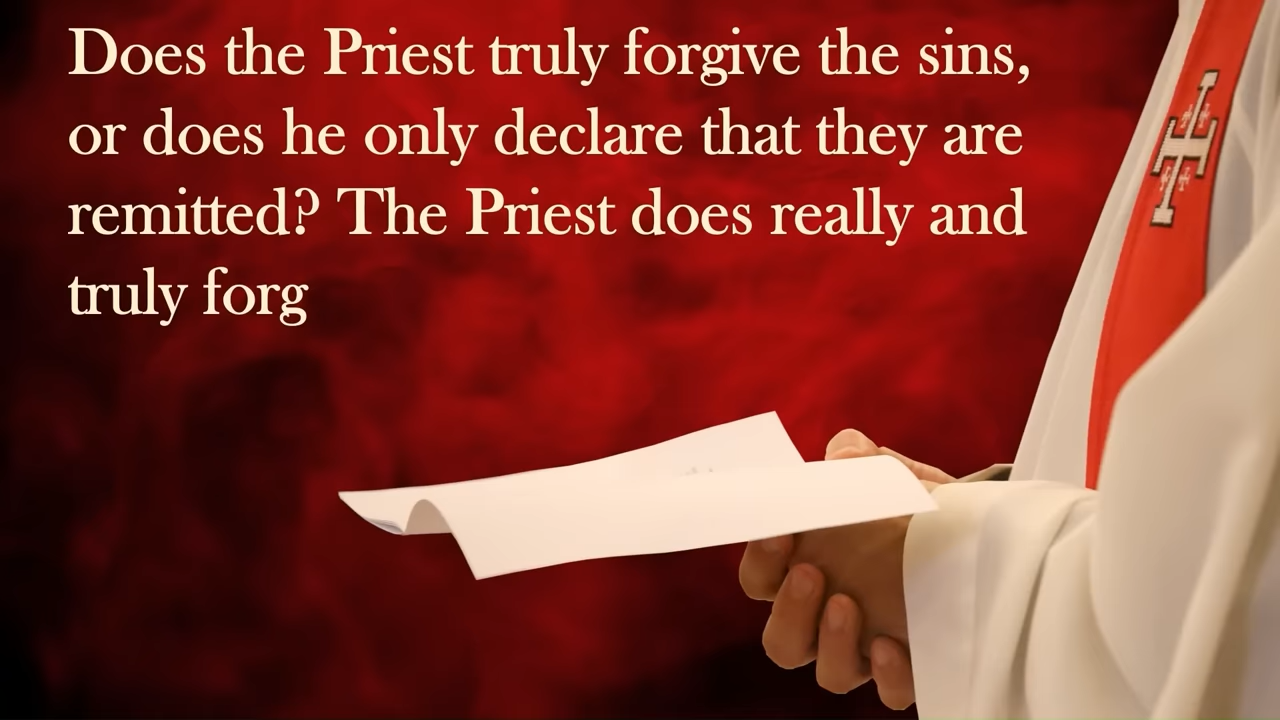 Does the Priest truly forgive the sins,
or does he only declare that they are
remitted? The Priest does really and
truly forg